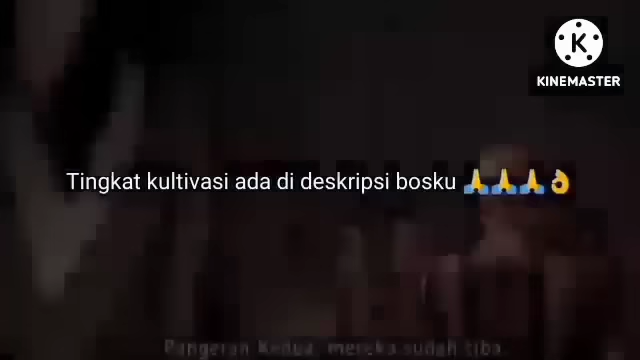 KINEMASTER
Tingkat kultivasi ada di deskripsi bosku 🙏🙏🙏👌
Pangeran Kedua, mereka sudah tiba